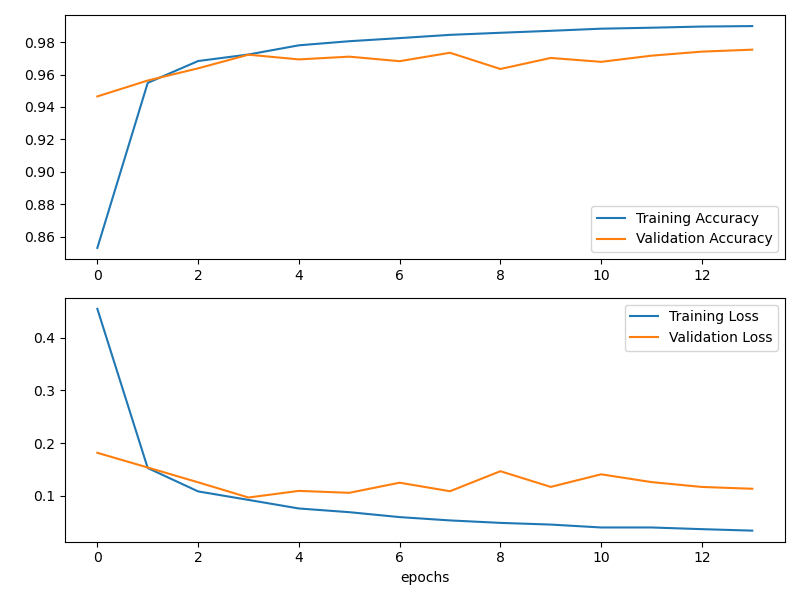 0.98
0.96
0.94
0.92
0.90
0.88
0.86
Training Accuracy
Validation Accuracy
0 2 4 6 8 10 12
0.4
0.3
0.2
0.1
Training Loss
Validation Loss
0 2 4 6 8 10 12
epochs